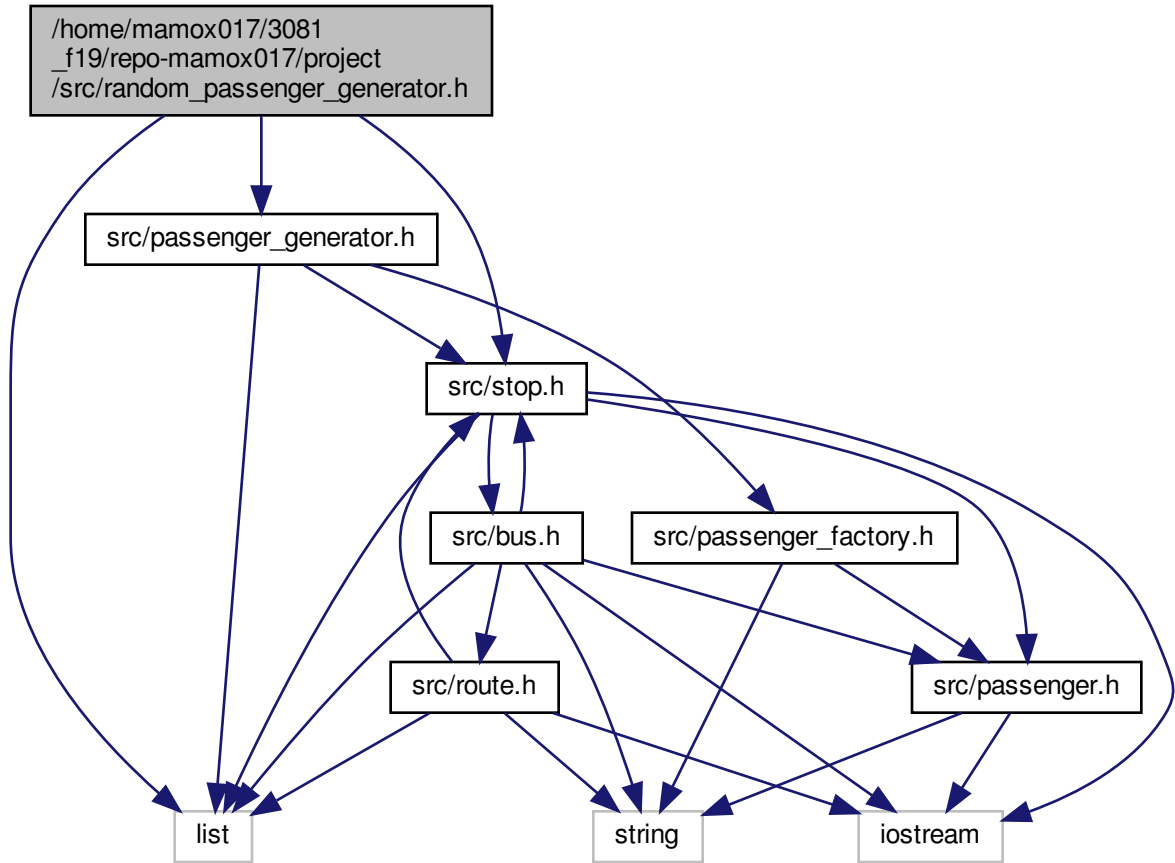 /home/mamox017/3081
_f19/repo-mamox017/project
/src/random_passenger_generator.h
src/passenger_generator.h
src/stop.h
src/bus.h
src/passenger_factory.h
src/route.h
src/passenger.h
list
string
iostream